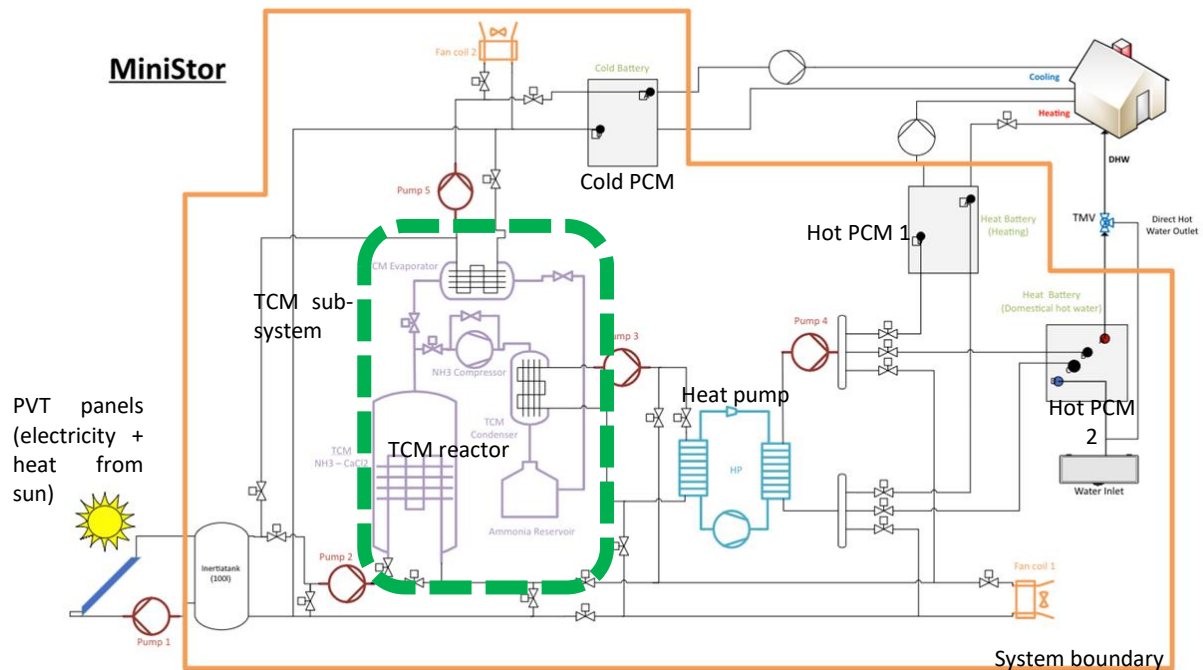 MiniStor
Fan coil 2
Cold Battery
Cooling
Heating
Cold PCM
Pump 5
DHW
Hot PCM 1
Heat Battery
(Heating)
TMV
Direct Hot
Water Outlet
CM Evaporator
TCM sub-
system
NH3 Compressor
ump 3
Pump 4
Heat Battery
(Domestical hot water)
Heat pump
Hot PCM
2
PVT panels
(electricity +
heat from
sun)
TCM
Condenser
TCM reactor
TCM
NH3 – CaCl2
HP
Water Inlet
Ammonia Reservoir
Inertiatank
(100l)
Pump 2
Fan coil 1
Pump 1
System boundary